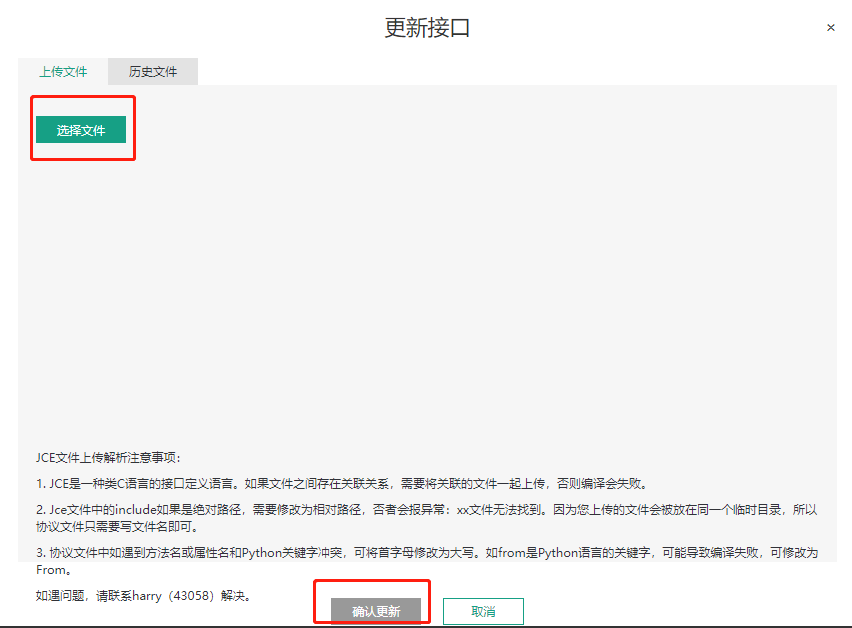 更新接口
×
上传文件 历史文件
选择文件
JCE文件上传解析注意事项：
1. JCE是一种类C语言的接口定义语言。如果文件之间存在关联关系，需要将关联的文件一起上传，否则编译会失败。
2. Jce文件中的include如果是绝对路径，需要修改为相对路径，否者会报异常：xx文件无法找到。因为您上传的文件会被放在同一个临时目录，所以
协议文件只需要写文件名即可。
3. 协议文件中如遇到方法名或属性名和Python关键字冲突，可将首字母修改为大写。如from是Python语言的关键字，可能导致编译失败，可修改为
From。
如遇问题，请联系harry（43058）解决。
确认更新 取消